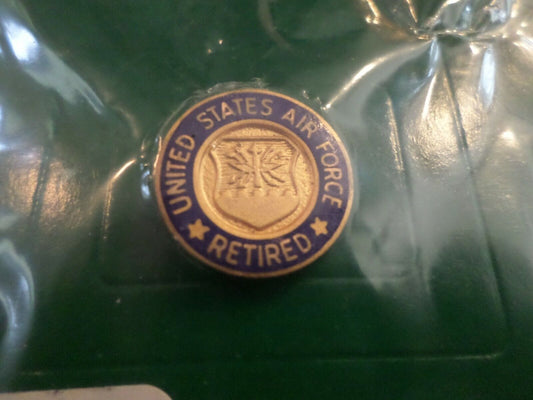 UNITED STATES AIR FORCE
RETIRED